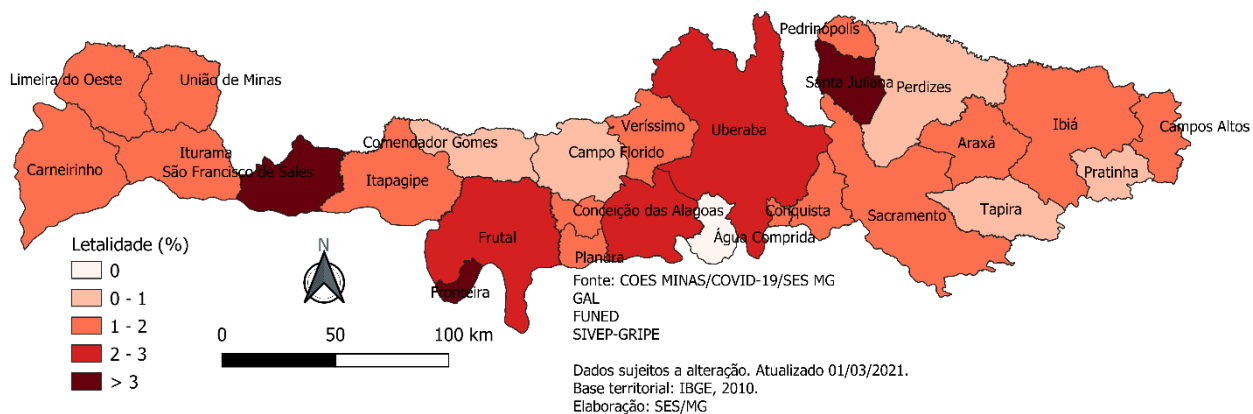 Pedrinópolis
Limeira do Oeste
União de Minas
Santa Juliana
Perdizes
Veríssimo
Uberaba
Ibiá
Campos Altos
Comendador Gomes
Araxá
Iturama
Campo Florido
Carneirinho
São Francisco de Sales
Pratinha
Itapagipe
Tapira
Conceição das Alagoas
Conquista
Sacramento
Frutal
Água Comprida
Planura
Fronteira
Letalidade (%)
0
0 - 1
1 - 2
2 - 3
> 3
N
0 50 100 km
Fonte: COES MINAS/COVID-19/SES MG
GAL
FUNED
SIVEP-GRIPE
Dados sujeitos a alteração. Atualizado 01/03/2021.
Base territorial: IBGE, 2010.
Elaboração: SES/MG